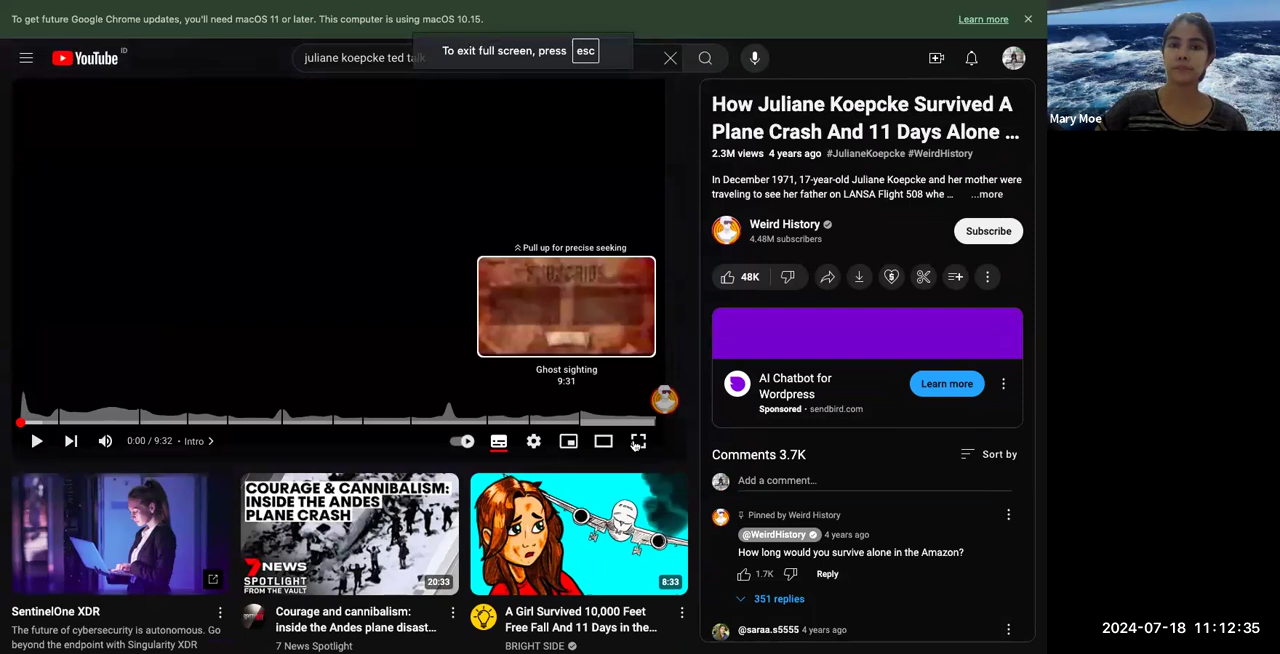 To get future Google Chrome updates, you'll need macOS 11 or later. This computer is using macOS 10.15.
Learn more
To exit full screen, press esc
YouTube ID
juliane koepcke ted talk
Mary Moe
How Juliane Koepcke Survived A
Plane Crash And 11 Days Alone ...
2.3M views 4 years ago #JulianeKoepcke #WeirdHistory
In December 1971, 17-year-old Juliane Koepcke and her mother were
traveling to see her father on LANSA Flight 508 whe ... ...more
Weird History
4.48M subscribers
Subscribe
48K
Pull up for precise seeking
Ghost sighting
9:31
0:00 / 9:32 • Intro
AI Chatbot for
Wordpress
Sponsored • sendbird.com
Learn more
Comments 3.7K
Sort by
Add a comment...
Pinned by Weird History
@WeirdHistory 4 years ago
How long would you survive alone in the Amazon?
1.7K
Reply
351 replies
@saraa.s5555 4 years ago
SentinelOne XDR
The future of cybersecurity is autonomous. Go
beyond the endpoint with Singularity XDR
COURAGE & CANNIBALISM:
INSIDE THE ANDES
PLANE CRASH
7NEWS
SPOTLIGHT
FROM THE VAULT
20:33
Courage and cannibalism:
inside the Andes plane disast...
7 News Spotlight
8:33
A Girl Survived 10,000 Feet
Free Fall And 11 Days in the...
BRIGHT SIDE
2024-07-18 11:12:35